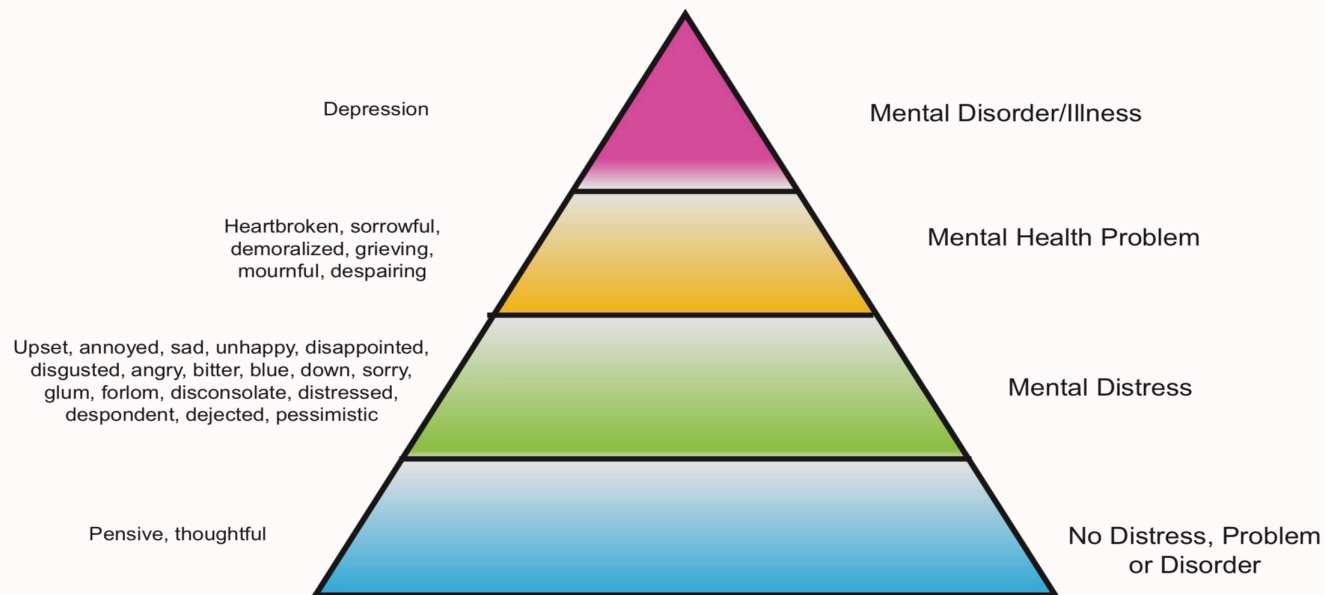 Depression
Mental Disorder/Illness
Heartbroken, sorrowful,
demoralized, grieving,
mournful, despairing
Mental Health Problem
Upset, annoyed, sad, unhappy, disappointed,
disgusted, angry, bitter, blue, down, sorry,
glum, forlom, disconsolate, distressed,
despondent, dejected, pessimistic
Mental Distress
Pensive, thoughtful
No Distress, Problem
or Disorder